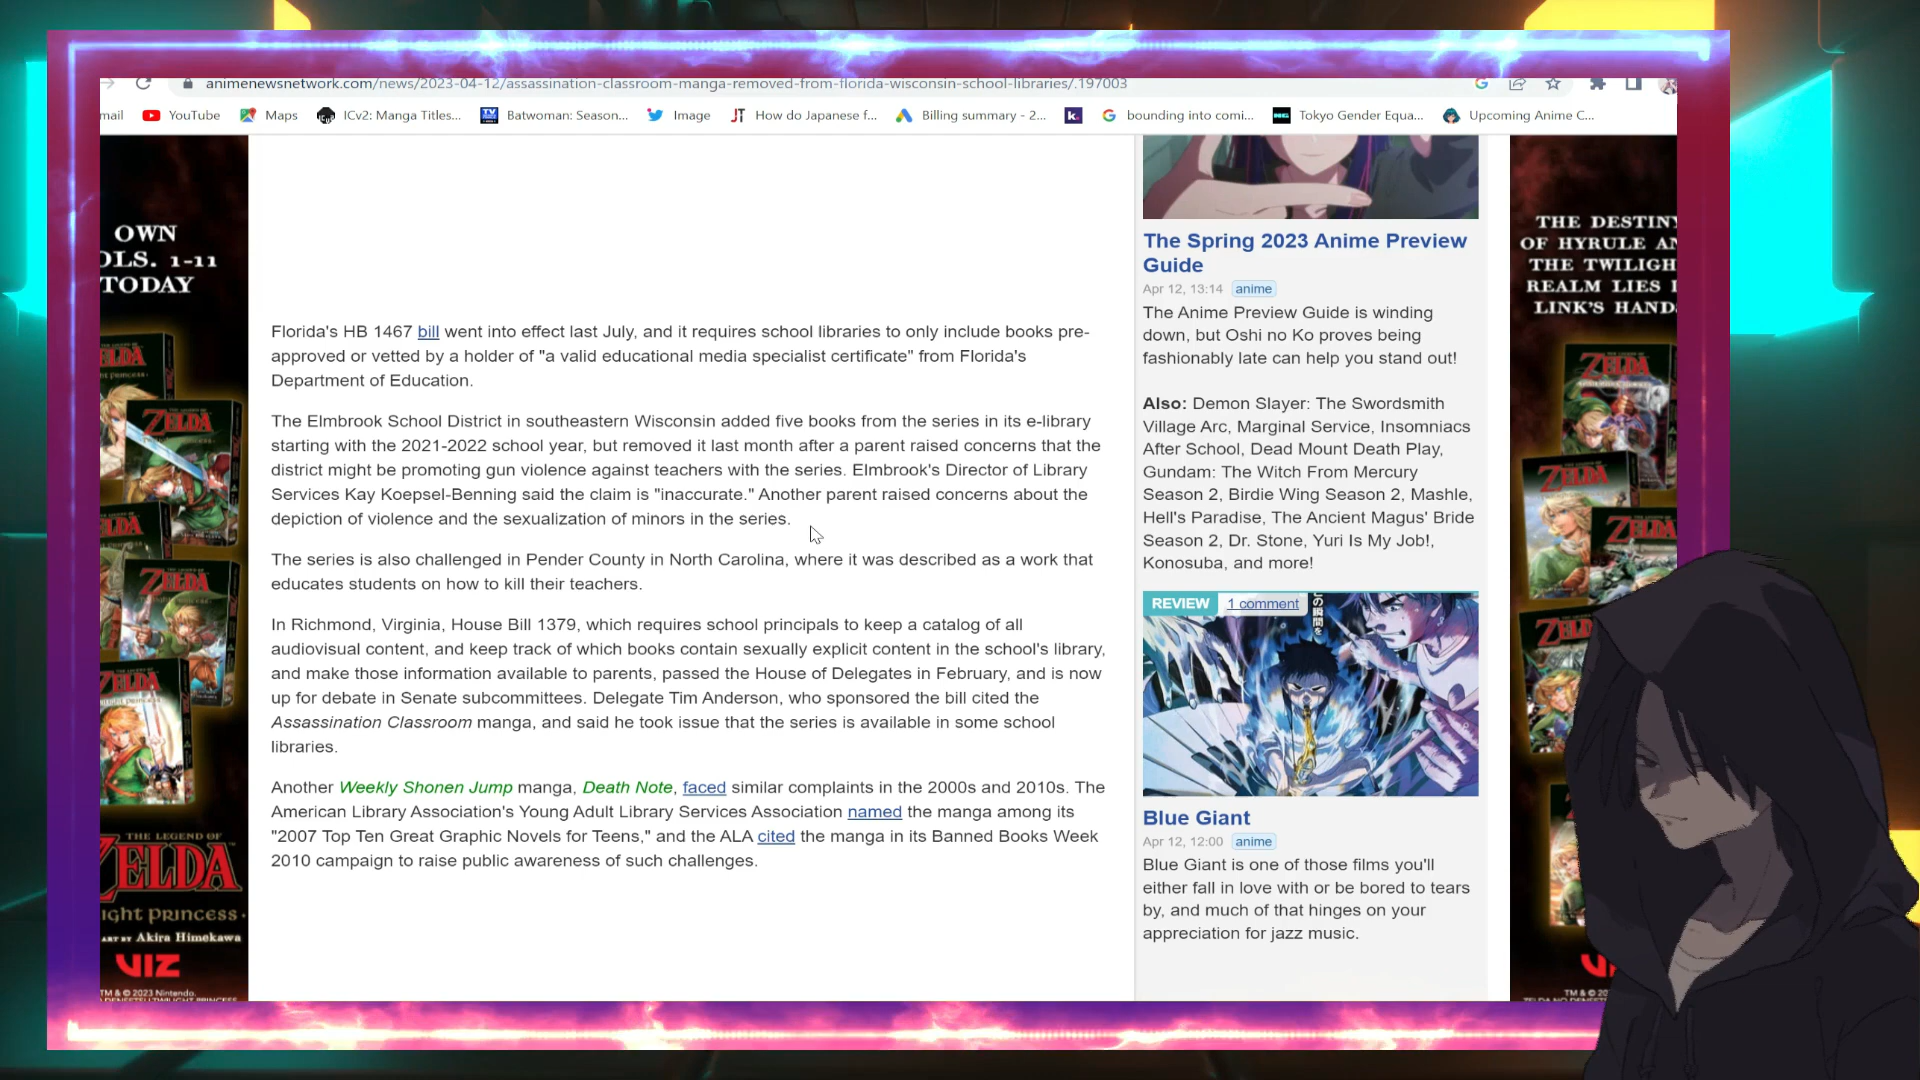 animenewsnetwork.com/news/2023-04-12/assassination-classroom-manga-removed-from-florida-wisconsin-school-libraries/.197003
mail YouTube Maps ICv2: Manga Titles... Batwoman: Season... Image How do Japanese f... Billing summary - 2... k. bounding into comi... Tokyo Gender Equa... Upcoming Anime C...
OWN
OLS. 1-11
TODAY
THE LEGEND OF
ZELDA
IGHT PRINCESS
ART BY Akira Himekawa
VIZ
TM & © 2023 Nintendo.
Florida's HB 1467 bill went into effect last July, and it requires school libraries to only include books pre-
approved or vetted by a holder of "a valid educational media specialist certificate" from Florida's
Department of Education.
The Elmbrook School District in southeastern Wisconsin added five books from the series in its e-library
starting with the 2021-2022 school year, but removed it last month after a parent raised concerns that the
district might be promoting gun violence against teachers with the series. Elmbrook's Director of Library
Services Kay Koepsel-Benning said the claim is "inaccurate." Another parent raised concerns about the
depiction of violence and the sexualization of minors in the series.
The series is also challenged in Pender County in North Carolina, where it was described as a work that
educates students on how to kill their teachers.
In Richmond, Virginia, House Bill 1379, which requires school principals to keep a catalog of all
audiovisual content, and keep track of which books contain sexually explicit content in the school's library,
and make those information available to parents, passed the House of Delegates in February, and is now
up for debate in Senate subcommittees. Delegate Tim Anderson, who sponsored the bill cited the
Assassination Classroom manga, and said he took issue that the series is available in some school
libraries.
Another Weekly Shonen Jump manga, Death Note, faced similar complaints in the 2000s and 2010s. The
American Library Association's Young Adult Library Services Association named the manga among its
"2007 Top Ten Great Graphic Novels for Teens," and the ALA cited the manga in its Banned Books Week
2010 campaign to raise public awareness of such challenges.
The Spring 2023 Anime Preview
Guide
Apr 12, 13:14 anime
The Anime Preview Guide is winding
down, but Oshi no Ko proves being
fashionably late can help you stand out!
Also: Demon Slayer: The Swordsmith
Village Arc, Marginal Service, Insomniacs
After School, Dead Mount Death Play,
Gundam: The Witch From Mercury
Season 2, Birdie Wing Season 2, Mashle,
Hell's Paradise, The Ancient Magus' Bride
Season 2, Dr. Stone, Yuri Is My Job!,
Konosuba, and more!
REVIEW 1 comment
この瞬間を
Blue Giant
Apr 12, 12:00 anime
Blue Giant is one of those films you'll
either fall in love with or be bored to tears
by, and much of that hinges on your
appreciation for jazz music.
THE DESTINY
OF HYRULE AN
THE TWILIGH
REALM LIES I
LINK'S HAND
ZELDA
ZELDA
ZELDA
TM & © 20